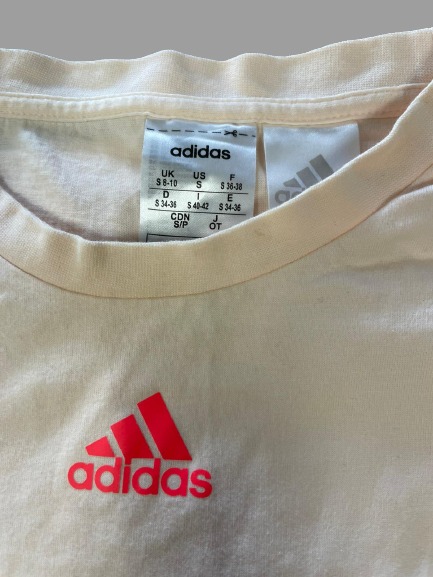 adidas
UK US F
S 8-10 S S 36-38
D I E
S 34-36 S 40-42 S 34-36
CDN J
S/P OT
adidas